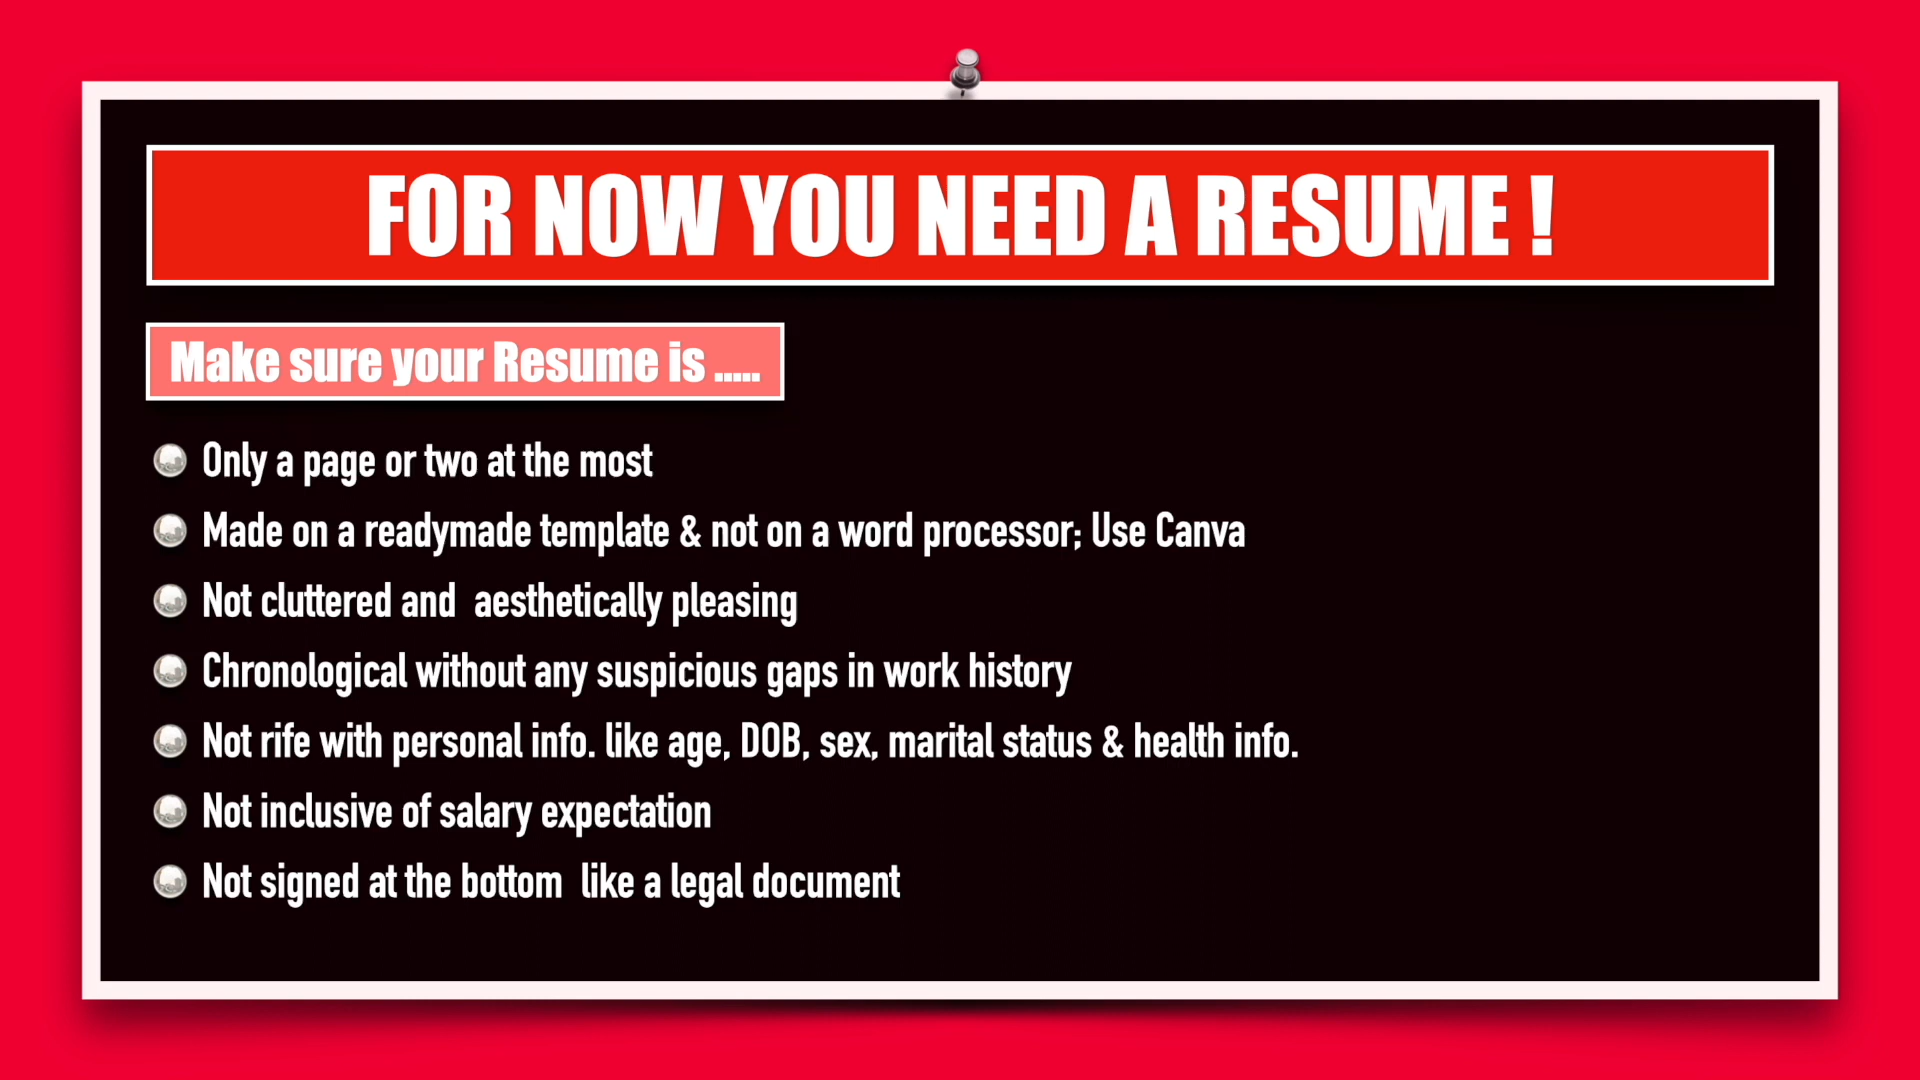 FOR NOW YOU NEED A RESUME !
Make sure your Resume is .....
Only a page or two at the most
Made on a readymade template & not on a word processor; Use Canva
Not cluttered and  aesthetically pleasing
Chronological without any suspicious gaps in work history
Not rife with personal info. like age, DOB, sex, marital status & health info.
Not inclusive of salary expectation
Not signed at the bottom  like a legal document